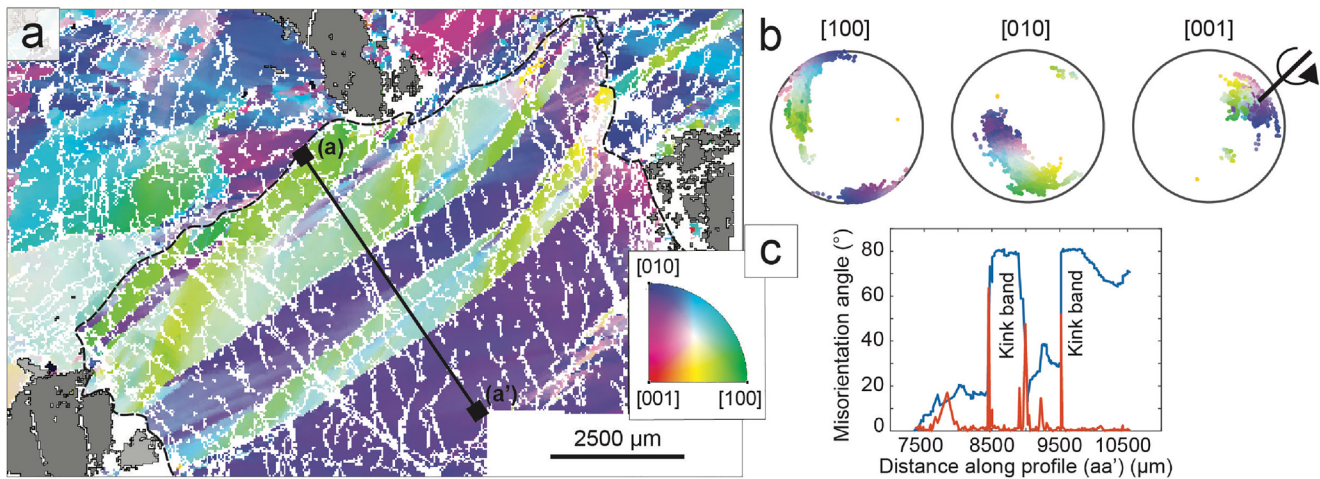 a
(a)
(a')
[010]
[001]
[100]
2500 µm
b
[100]
[010]
[001]
c
Misorientation angle (°)
80
60
40
20
0
Kink band
Kink band
7500
8500
9500
10500
Distance along profile (aa') (µm)